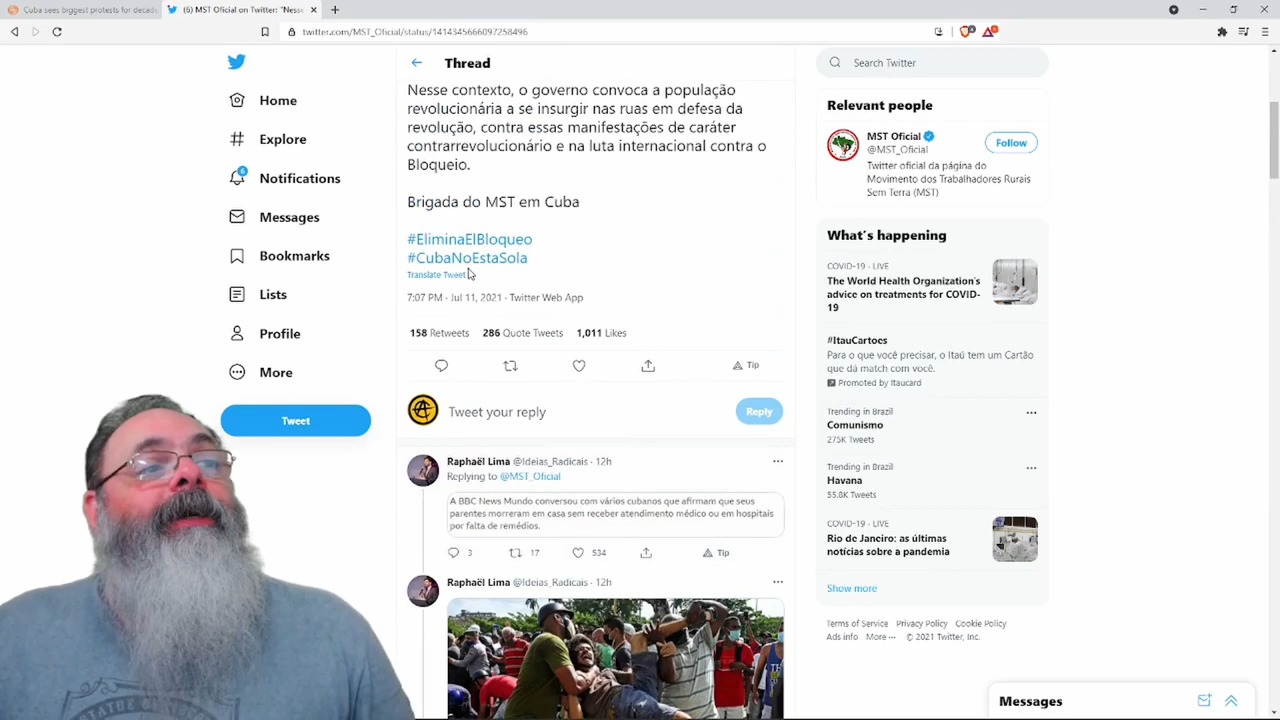 Cuba sees biggest protests for decad
(6) MST Oficial on Twitter: "Nesse
twitter.com/MST_Oficial/status/1414345666097258496
Home
Explore
6
Notifications
Messages
Bookmarks
Lists
Profile
More
Tweet
Thread
Nesse contexto, o governo convoca a população
revolucionária a se insurgir nas ruas em defesa da
revolução, contra essas manifestações de caráter
contrarrevolucionário e na luta internacional contra o
Bloqueio.
Brigada do MST em Cuba
#EliminaElBloqueo
#CubaNoEstaSola
Translate Tweet
7:07 PM · Jul 11, 2021 · Twitter Web App
158 Retweets 286 Quote Tweets 1,011 Likes
Tip
Tweet your reply
Reply
Raphaël Lima @Ideias_Radicais · 12h
Replying to @MST_Oficial
A BBC News Mundo conversou com vários cubanos que afirmam que seus
parentes morreram em casa sem receber atendimento médico ou em hospitais
por falta de remédios.
3 17 534 Tip
Raphaël Lima @Ideias_Radicais · 12h
Search Twitter
Relevant people
MST Oficial
@MST_Oficial
Follow
Twitter oficial da página do
Movimento dos Trabalhadores Rurais
Sem Terra (MST)
What's happening
COVID-19 · LIVE
The World Health Organization's
advice on treatments for COVID-
19
#ItauCartoes
Para o que você precisar, o Itaú tem um Cartão
que dá match com você.
Promoted by Itaucard
Trending in Brazil
Comunismo
275K Tweets
Trending in Brazil
Havana
55.8K Tweets
COVID-19 · LIVE
Rio de Janeiro: as últimas
notícias sobre a pandemia
Show more
Terms of Service Privacy Policy Cookie Policy
Ads info More ··· © 2021 Twitter, Inc.
Messages